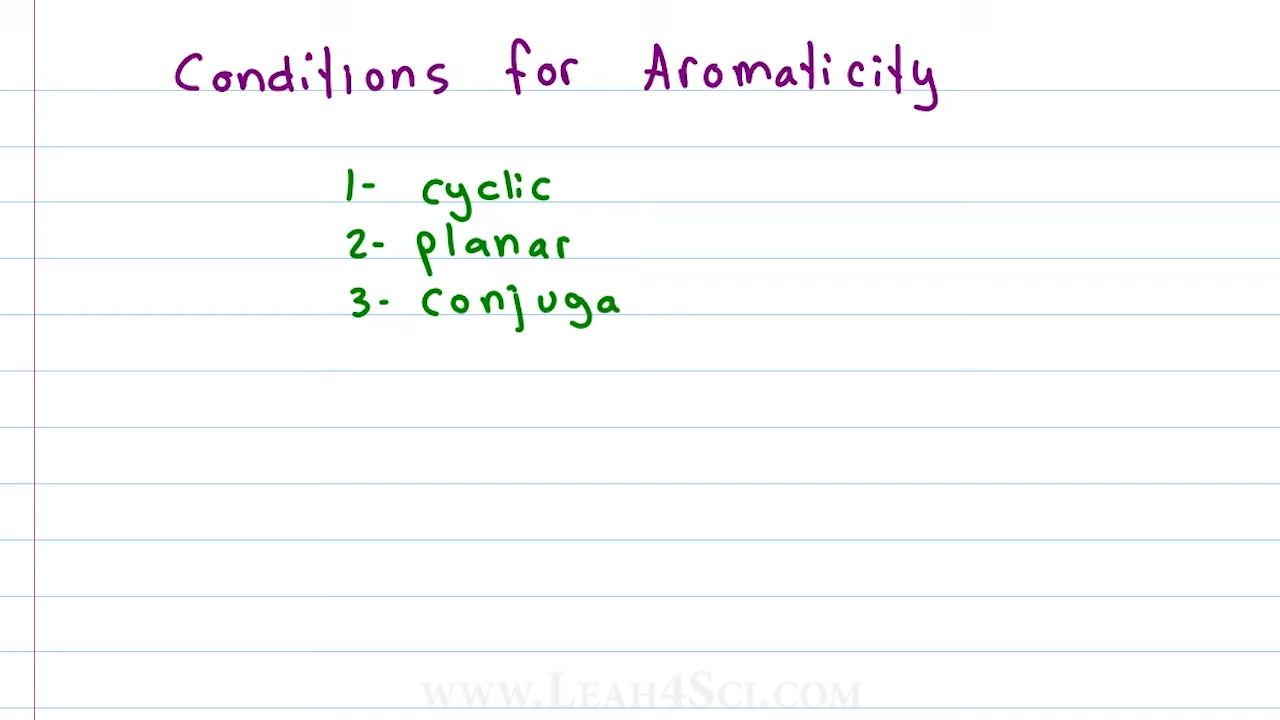 Conditions for Aromaticity
1- cyclic
2- planar
3- conjuga
www.Leah4Sci.com